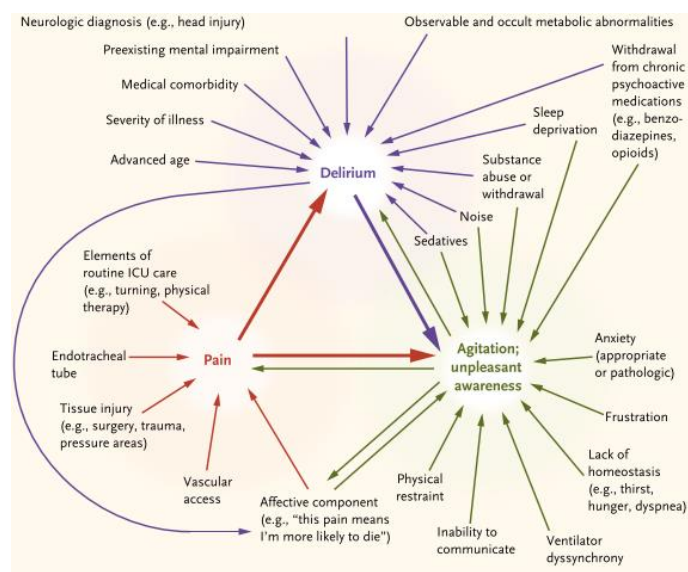 Neurologic diagnosis (e.g., head injury)
Observable and occult metabolic abnormalities
Preexisting mental impairment
Withdrawal
from chronic
psychoactive
medications
(e.g., benzo-
diazepines,
opioids)
Medical comorbidity
Severity of illness
Sleep
deprivation
Advanced age
Delirium
Substance
abuse or
withdrawal
Noise
Sedatives
Elements of
routine ICU care
(e.g., turning, physical
therapy)
Endotracheal
tube
Pain
Agitation;
unpleasant
awareness
Anxiety
(appropriate
or pathologic)
Tissue injury
(e.g., surgery, trauma,
pressure areas)
Frustration
Vascular
access
Affective component
(e.g., “this pain means
I’m more likely to die”)
Physical
restraint
Lack of
homeostasis
(e.g., thirst,
hunger, dyspnea)
Inability to
communicate
Ventilator
dyssynchrony